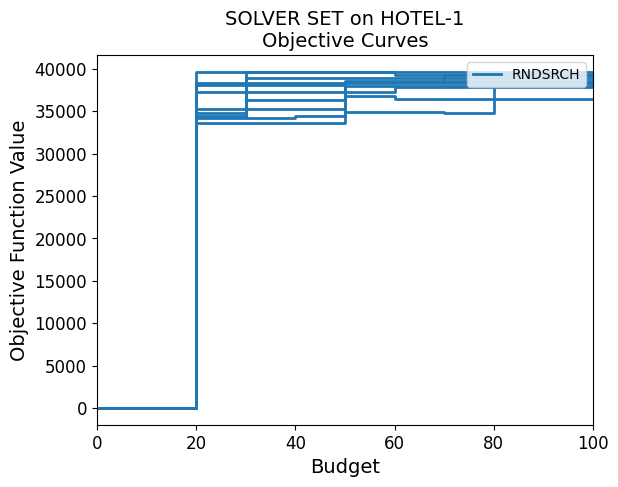 SOLVER SET on HOTEL-1
Objective Curves
RNDSRCH
Objective Function Value
40000
35000
30000
25000
20000
15000
10000
5000
0
0 20 40 60 80 100
Budget